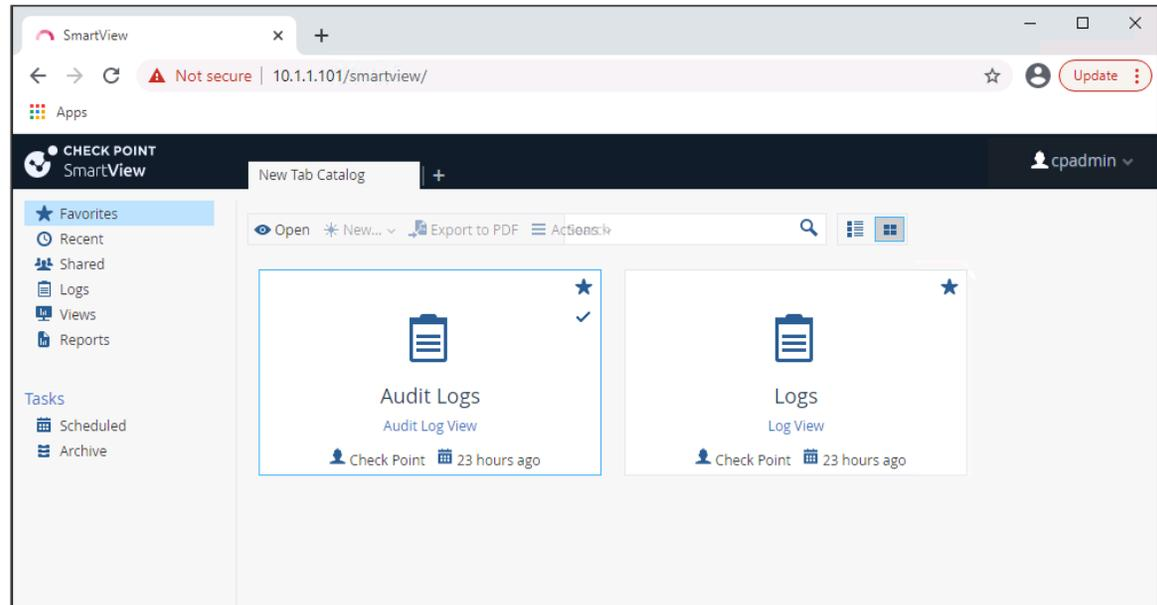 SmartView
Not secure | 10.1.1.101/smartview/
Update
Apps
CHECK POINT
SmartView
New Tab Catalog
cpadmin
Favorites
Recent
Shared
Logs
Views
Reports
Tasks
Scheduled
Archive
Open New... Export to PDF Actions Search
Audit Logs
Audit Log View
Check Point 23 hours ago
Logs
Log View
Check Point 23 hours ago